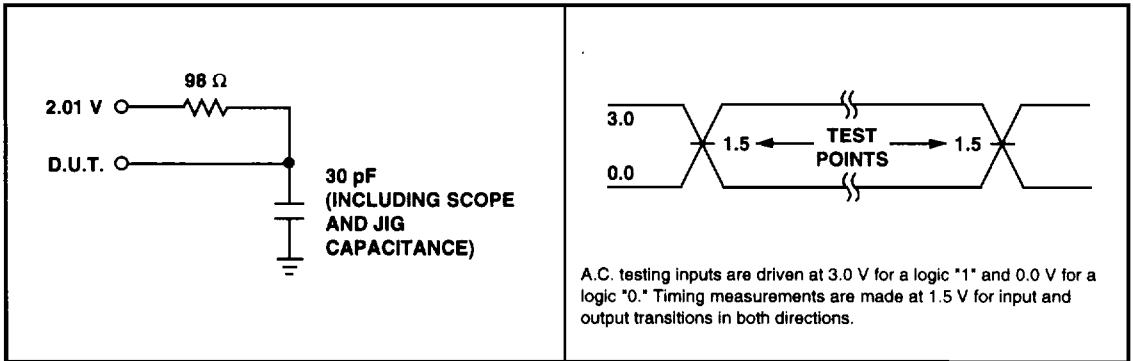 98 Ω
2.01 V
D.U.T.
30 pF
(INCLUDING SCOPE
AND JIG
CAPACITANCE)
3.0
0.0
1.5
TEST
POINTS
1.5
A.C. testing inputs are driven at 3.0 V for a logic "1" and 0.0 V for a
logic "0." Timing measurements are made at 1.5 V for input and
output transitions in both directions.